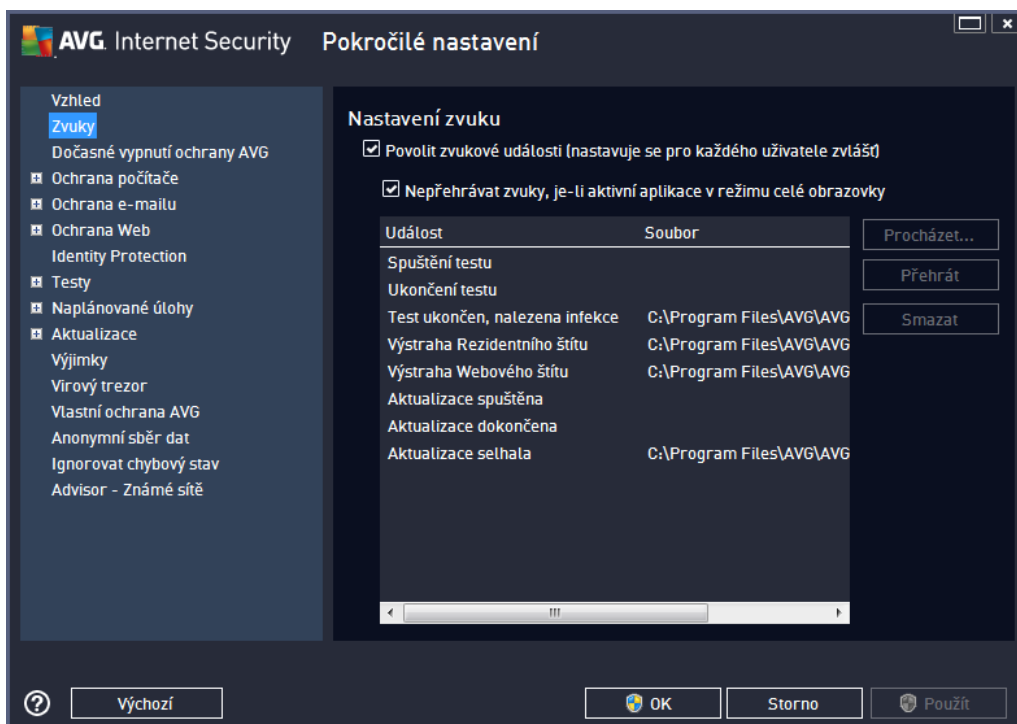 AVG. Internet Security Pokročilé nastavení
Vzhled
Zvuky
Dočasné vypnutí ochrany AVG
Ochrana počítače
Ochrana e-mailu
Ochrana Web
Identity Protection
Testy
Naplánované úlohy
Aktualizace
Výjimky
Virový trezor
Vlastní ochrana AVG
Anonymní sběr dat
Ignorovat chybový stav
Advisor - Známé sítě
Nastavení zvuku
Povolit zvukové události (nastavuje se pro každého uživatele zvlášť)
Nepřehrávat zvuky, je-li aktivní aplikace v režimu celé obrazovky
Událost Soubor
Spuštění testu
Ukončení testu
Test ukončen, nalezena infekce C:\Program Files\AVG\AVG
Výstraha Rezidentního štítu C:\Program Files\AVG\AVG
Výstraha Webového štítu C:\Program Files\AVG\AVG
Aktualizace spuštěna
Aktualizace dokončena
Aktualizace selhala C:\Program Files\AVG\AVG
Procházet...
Přehrát
Smazat
Výchozí
OK
Storno
Použít